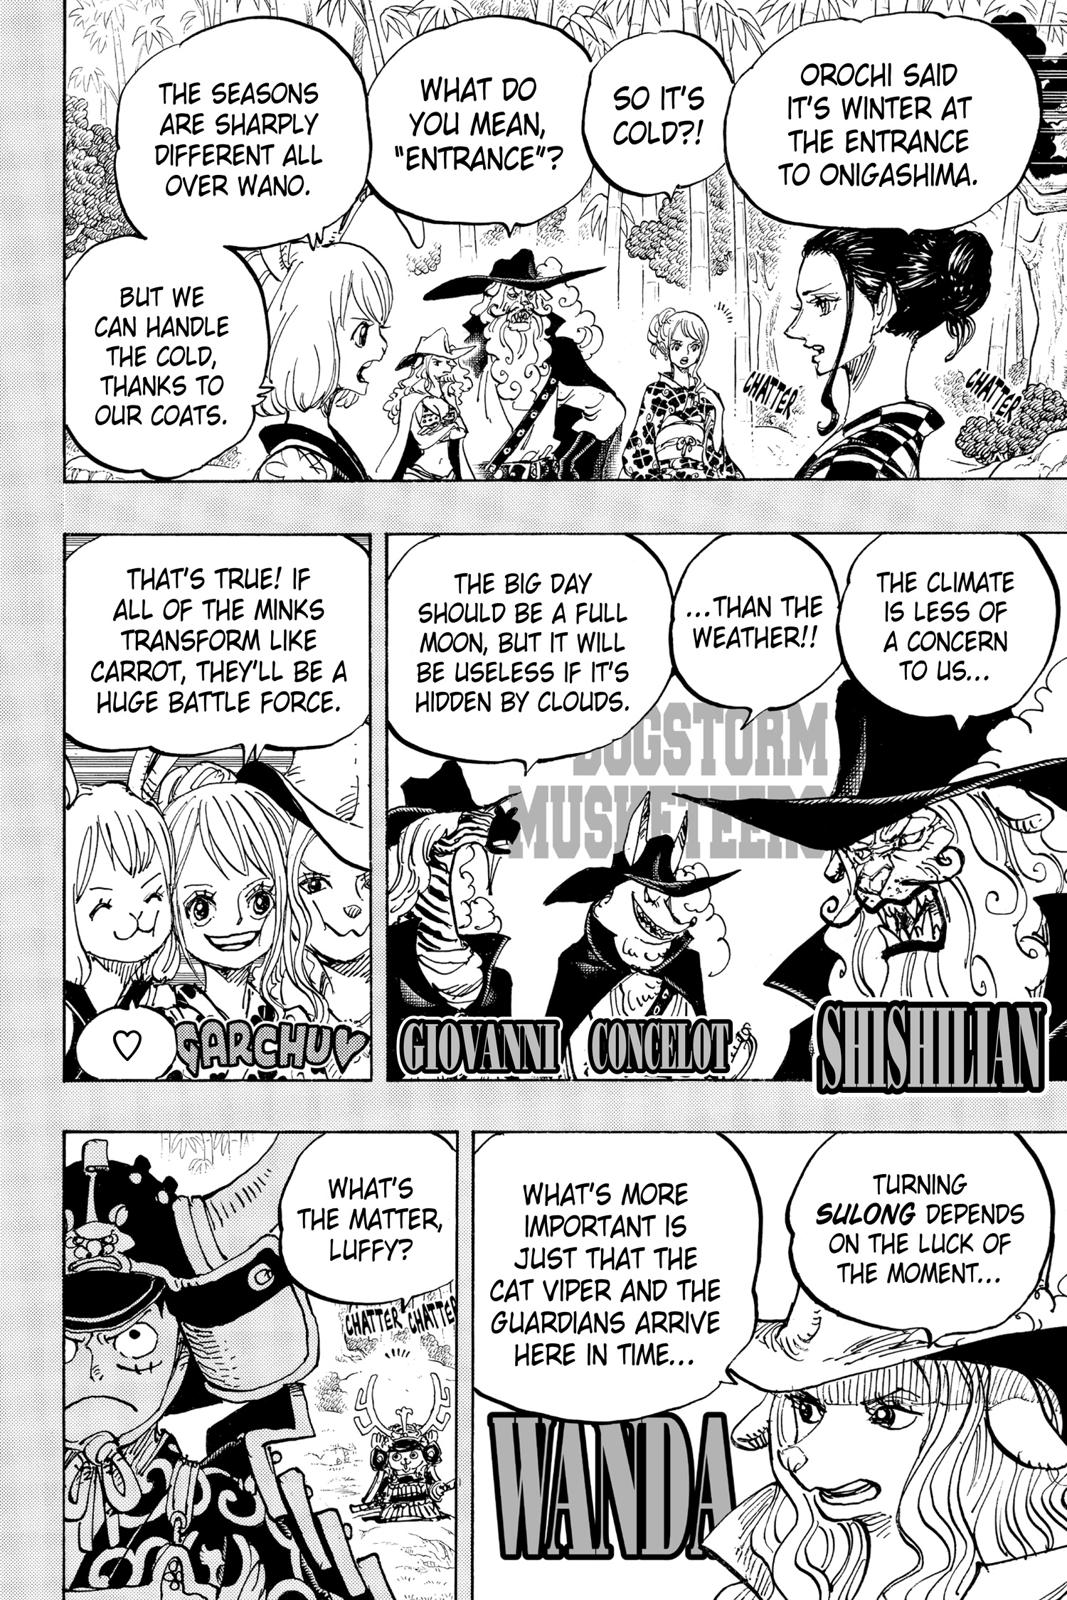 OROCHI SAID
IT'S WINTER AT
THE ENTRANCE
TO ONIGASHIMA.
SO IT'S
COLD?!
WHAT DO
YOU MEAN,
"ENTRANCE"?
THE SEASONS
ARE SHARPLY
DIFFERENT ALL
OVER WANO.
BUT WE
CAN HANDLE
THE COLD,
THANKS TO
OUR COATS.
CHATTER
CHATTER
THE CLIMATE
IS LESS OF
A CONCERN
TO US...
...THAN THE
WEATHER!!
THE BIG DAY
SHOULD BE A FULL
MOON, BUT IT WILL
BE USELESS IF IT'S
HIDDEN BY CLOUDS.
DOGSTORM
MUSKETEERS
SHISHILIAN
CONCELOT
GIOVANNI
THAT'S TRUE! IF
ALL OF THE MINKS
TRANSFORM LIKE
CARROT, THEY'LL BE A
HUGE BATTLE FORCE.
♡
GARCHU♥
TURNING
SULONG DEPENDS
ON THE LUCK OF
THE MOMENT...
WHAT'S MORE
IMPORTANT IS
JUST THAT THE
CAT VIPER AND THE
GUARDIANS ARRIVE
HERE IN TIME...
WANDA
WHAT'S
THE MATTER,
LUFFY?
CHATTER CHATTER